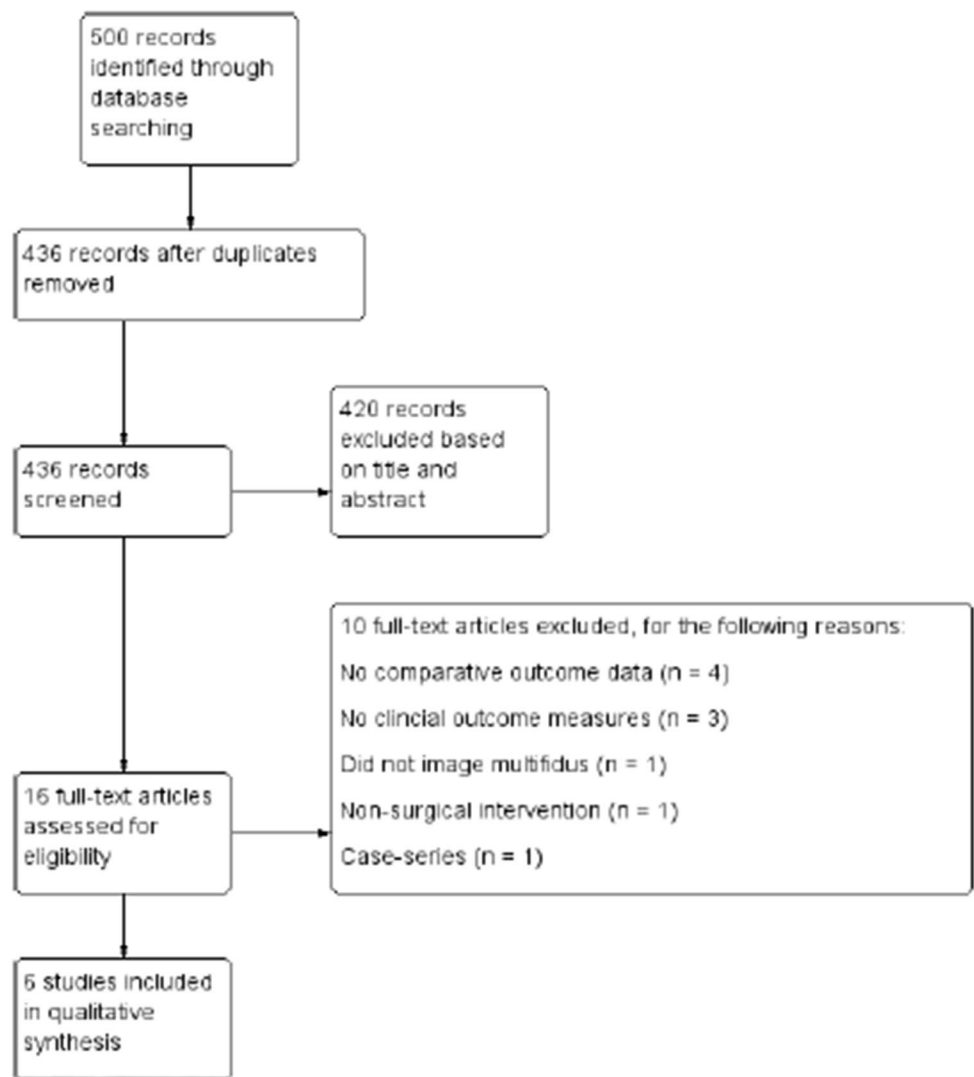 500 records
identified through
database
searching
436 records after duplicates
removed
436 records
screened
420 records
excluded based
on title and
abstract
16 full-text articles
assessed for
eligibility
10 full-text articles excluded, for the following reasons:
No comparative outcome data (n = 4)
No clincial outcome measures (n = 3)
Did not image multifidus (n = 1)
Non-surgical intervention (n = 1)
Case-series (n = 1)
6 studies included
in qualitative
synthesis